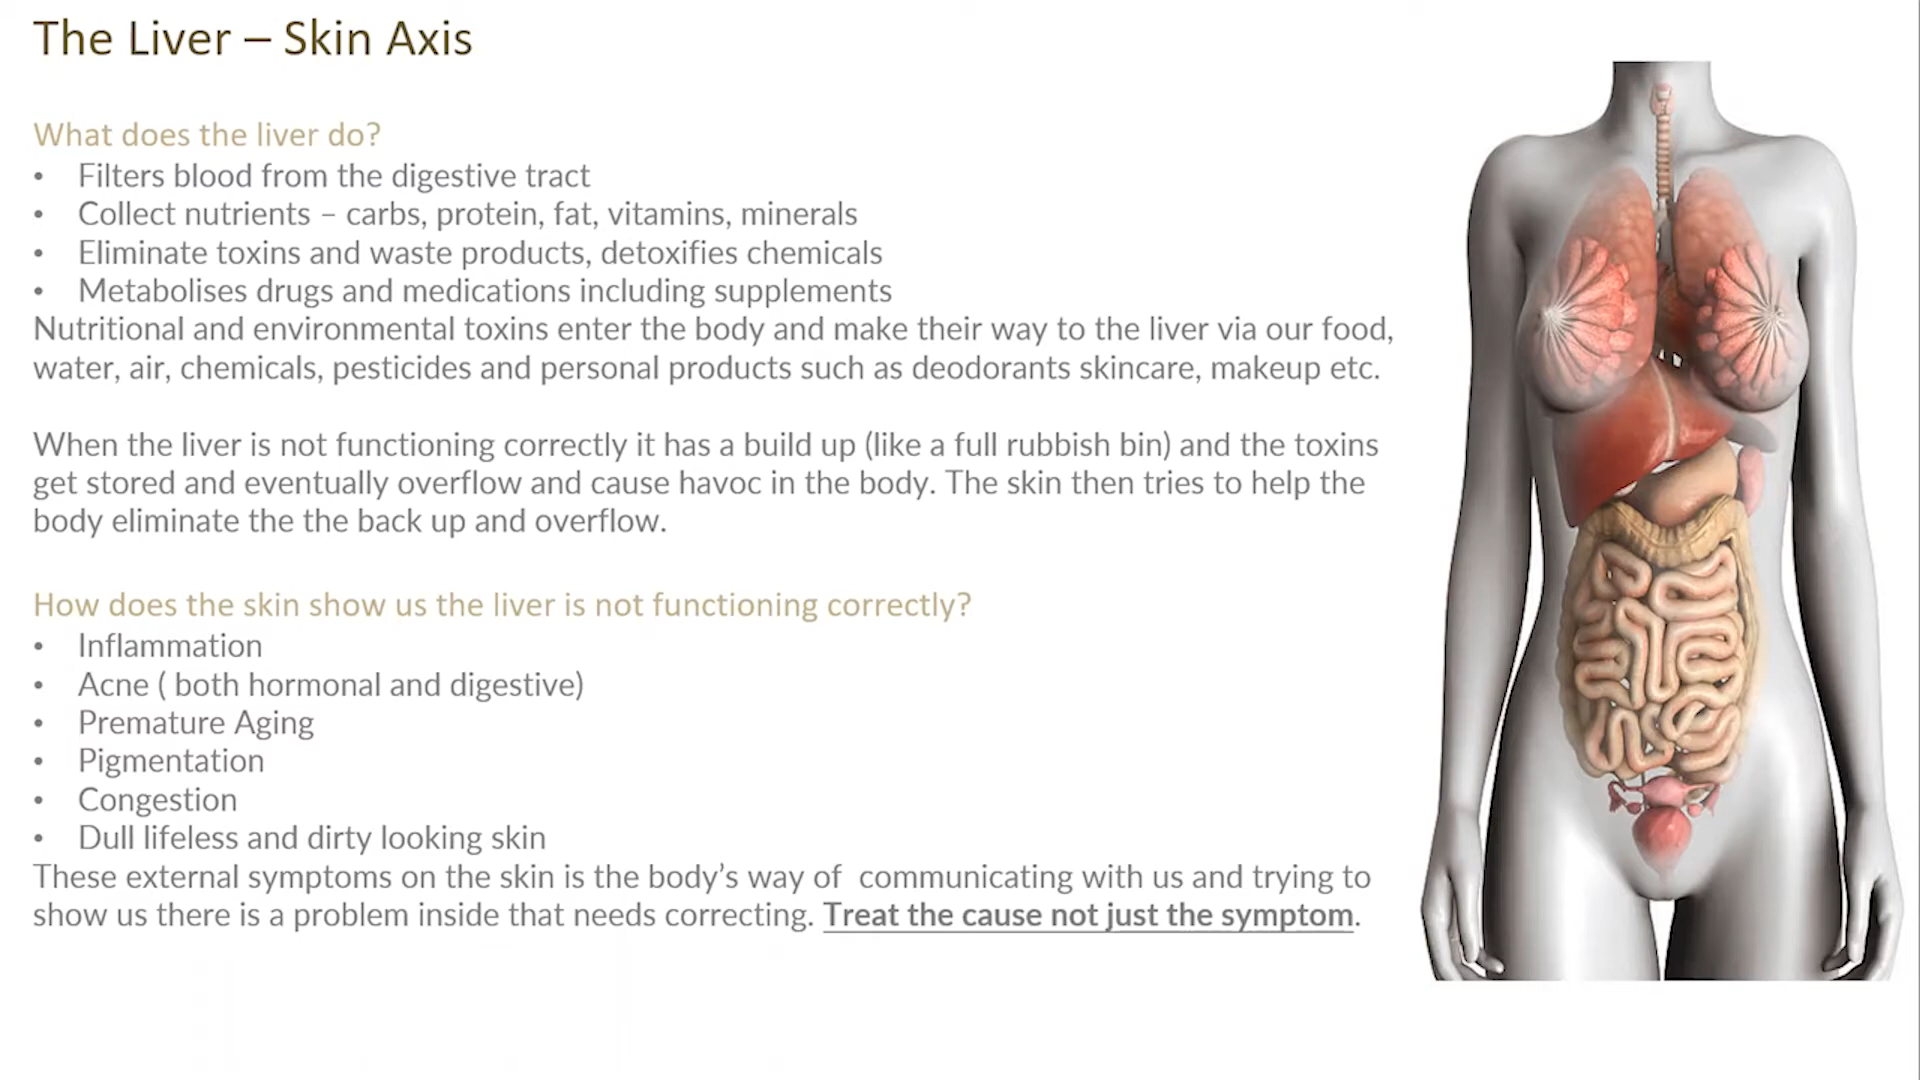 The Liver – Skin Axis
What does the liver do?
• Filters blood from the digestive tract
• Collect nutrients – carbs, protein, fat, vitamins, minerals
• Eliminate toxins and waste products, detoxifies chemicals
• Metabolises drugs and medications including supplements
Nutritional and environmental toxins enter the body and make their way to the liver via our food,
water, air, chemicals, pesticides and personal products such as deodorants skincare, makeup etc.
When the liver is not functioning correctly it has a build up (like a full rubbish bin) and the toxins
get stored and eventually overflow and cause havoc in the body. The skin then tries to help the
body eliminate the the back up and overflow.
How does the skin show us the liver is not functioning correctly?
• Inflammation
• Acne ( both hormonal and digestive)
• Premature Aging
• Pigmentation
• Congestion
• Dull lifeless and dirty looking skin
These external symptoms on the skin is the body’s way of  communicating with us and trying to
show us there is a problem inside that needs correcting. Treat the cause not just the symptom.